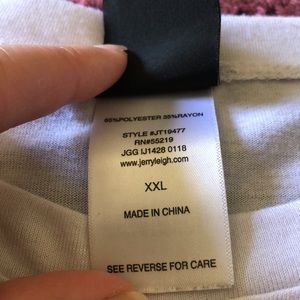 65%POLYESTER 35%RAYON
STYLE #JT19477
RN#55219
JGG IJ1428 0118
www.jerryleigh.com
XXL
MADE IN CHINA
SEE REVERSE FOR CARE